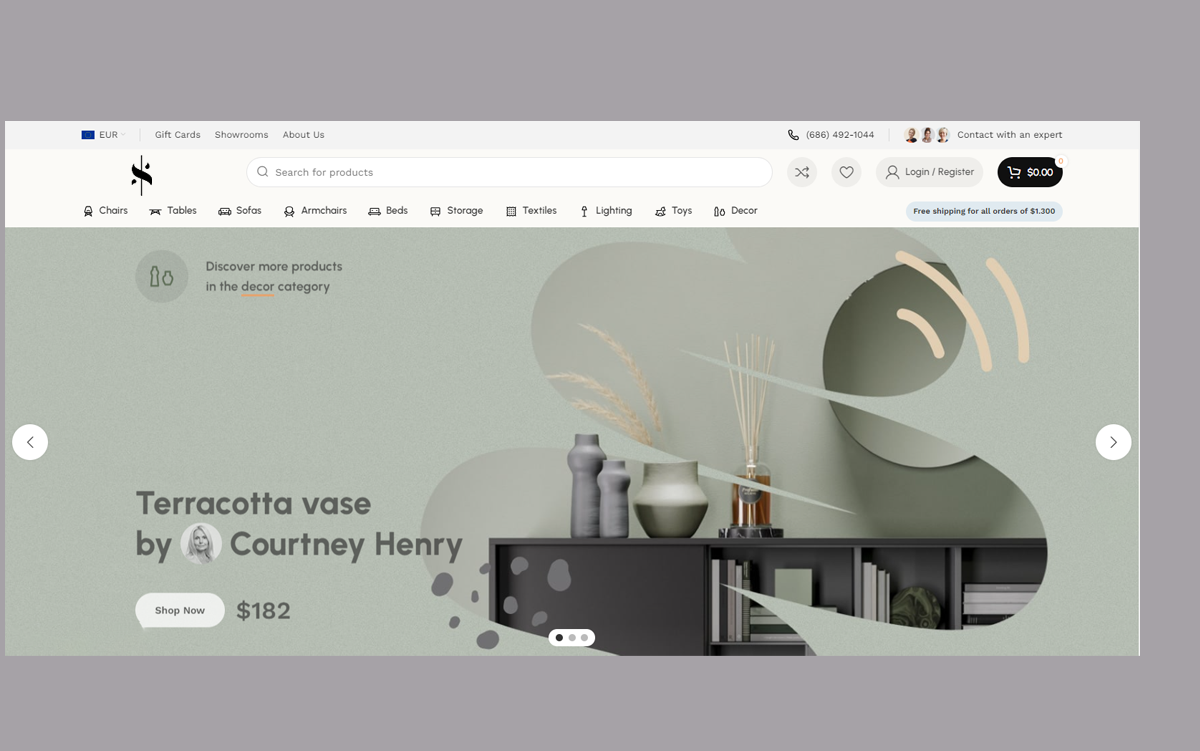 EUR
Gift Cards
Showrooms
About Us
(686) 492-1044
Contact with an expert
Search for products
Login / Register
0
$0.00
Chairs
Tables
Sofas
Armchairs
Beds
Storage
Textiles
Lighting
Toys
Decor
Free shipping for all orders of $1.300
Discover more products
in the decor category
Terracotta vase
by Courtney Henry
Shop Now
$182